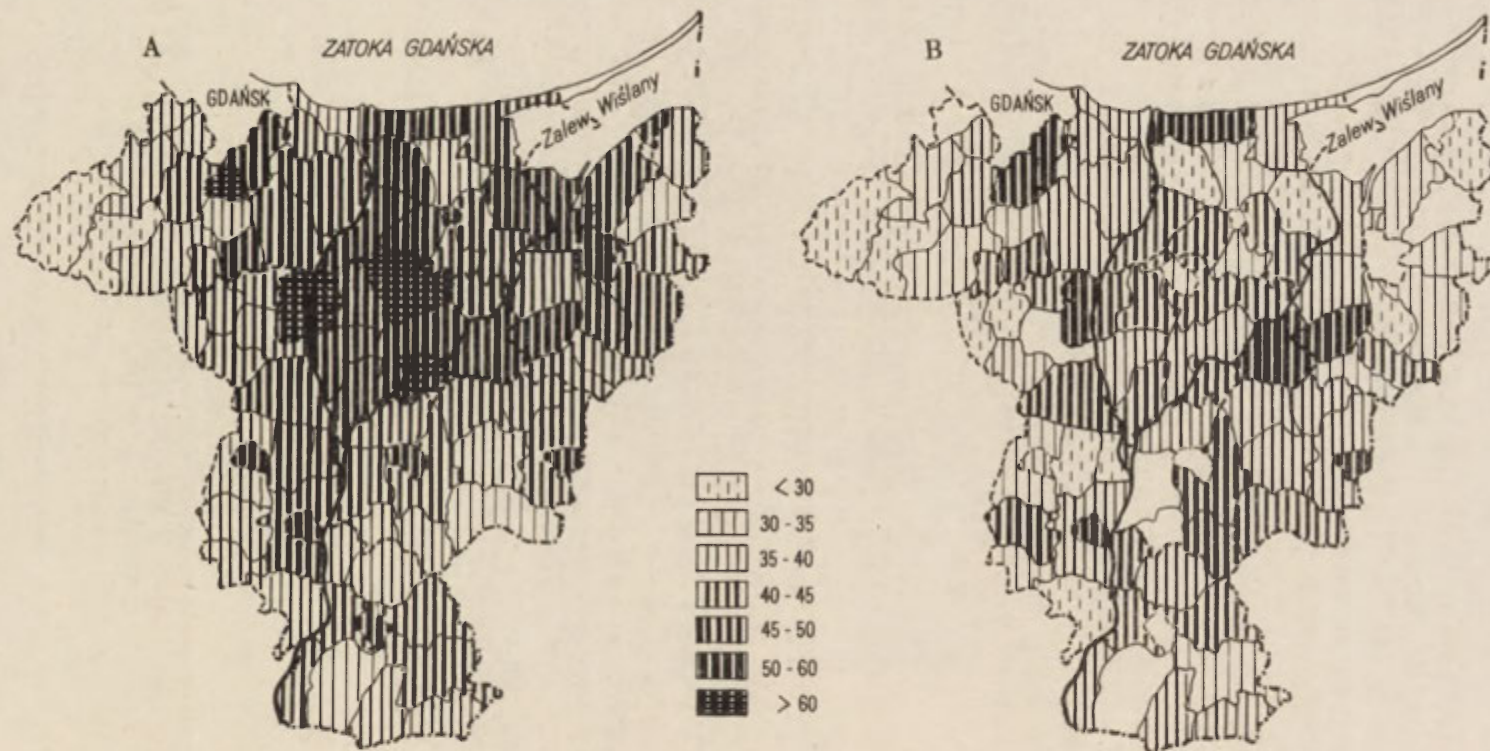 A
ZATOKA GDAŃSKA
GDAŃSK
Zalew Wiślany
< 30
30 - 35
35 - 40
40 - 45
45 - 50
50 - 60
> 60
B
ZATOKA GDAŃSKA
GDAŃSK
Zalew Wiślany